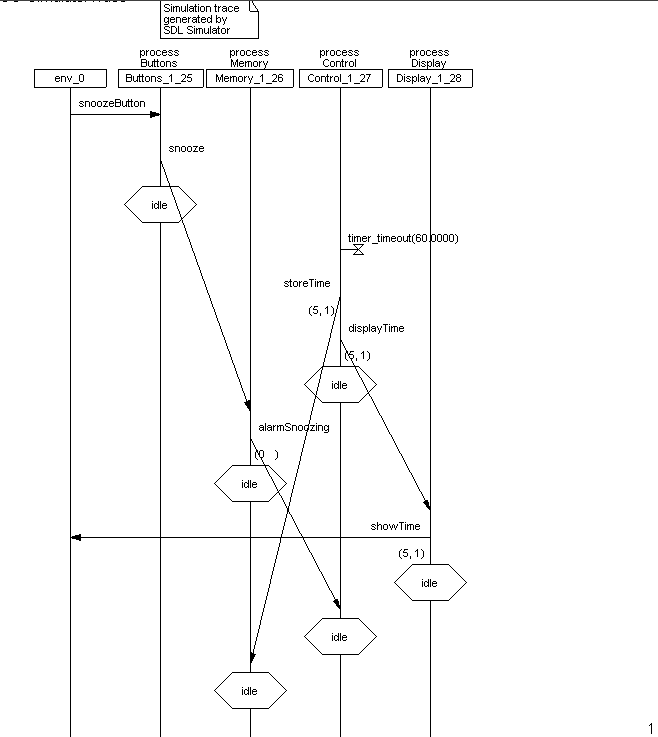 Simulation trace
generated by
SDL Simulator
process
Buttons
process
Memory
process
Control
process
Display
env_0
Buttons_1_25
Memory_1_26
Control_1_27
Display_1_28
snoozeButton
snooze
idle
timer_timeout(60.0000)
storeTime
(5, 1)
displayTime
(5, 1)
idle
alarmSnoozing
(0 )
idle
showTime
(5, 1)
idle
idle
idle
1